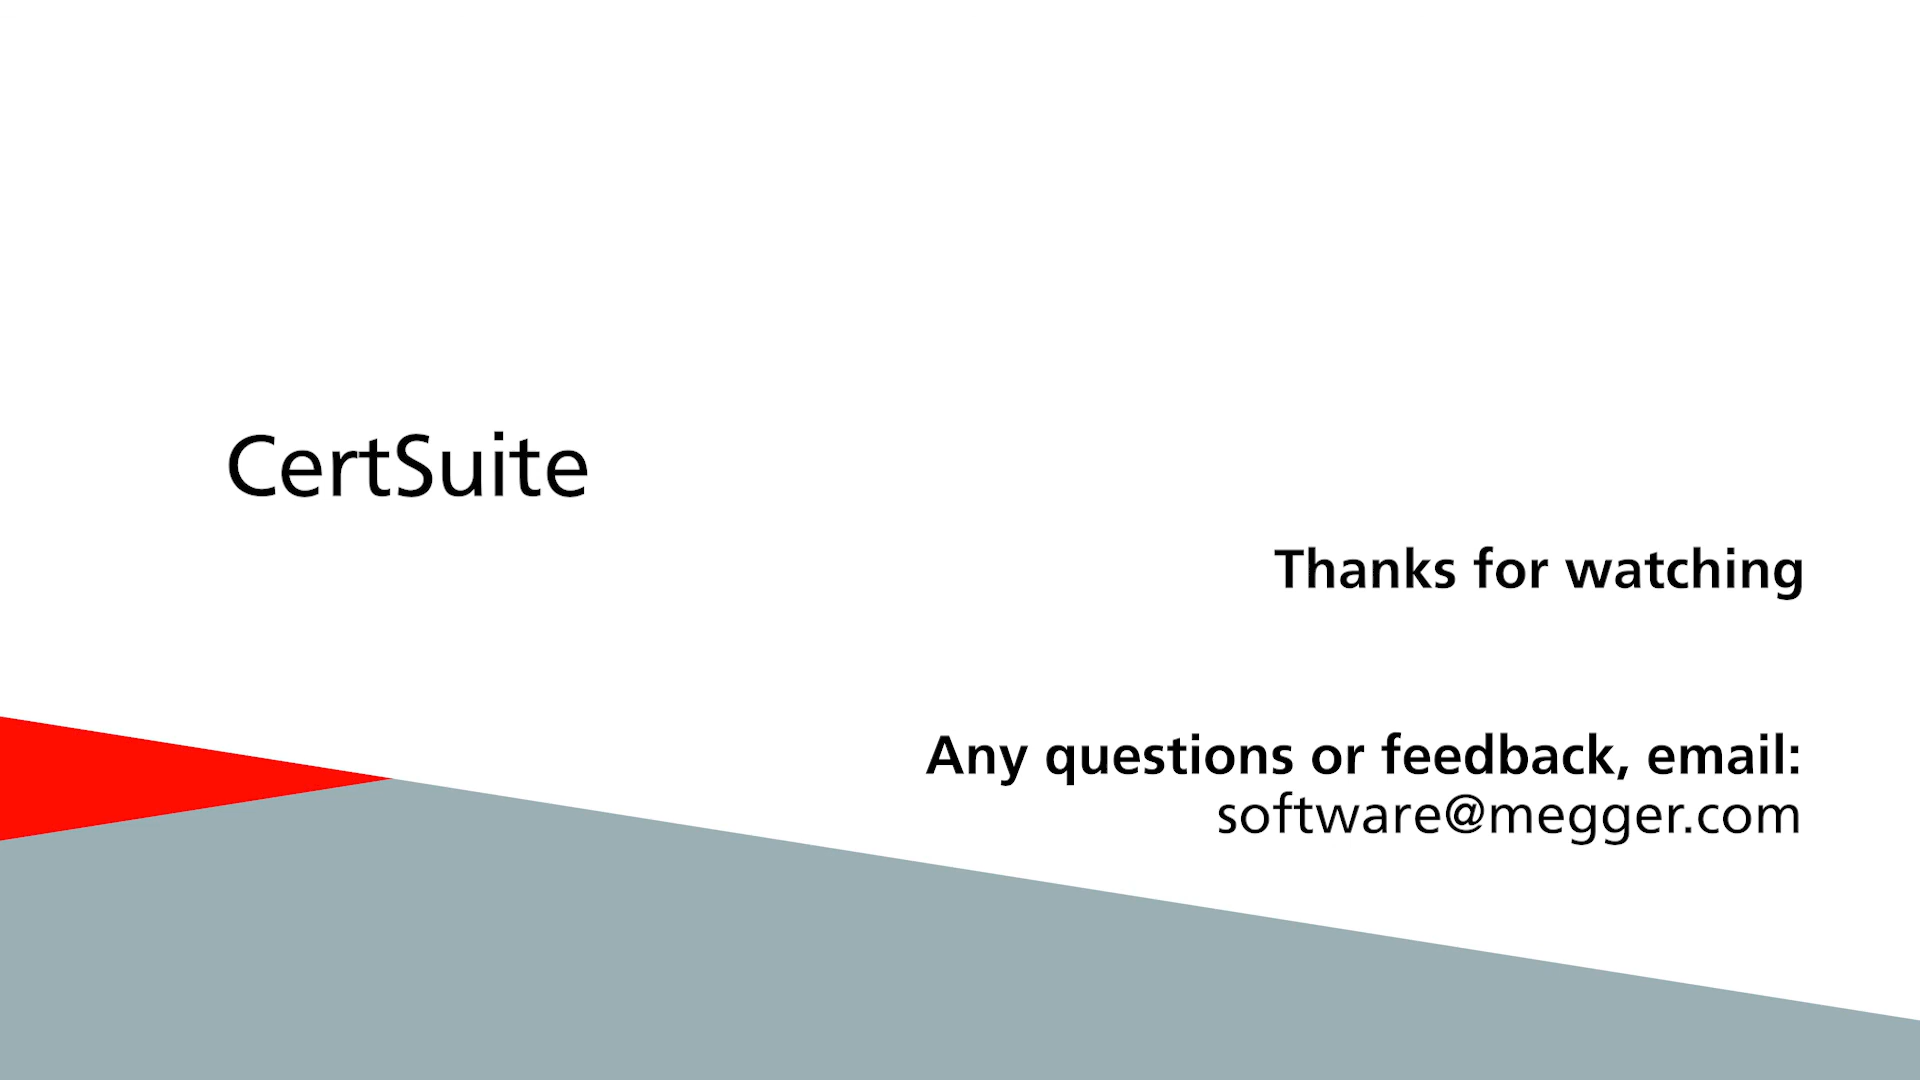 CertSuite
Thanks for watching
Any questions or feedback, email:
software@megger.com